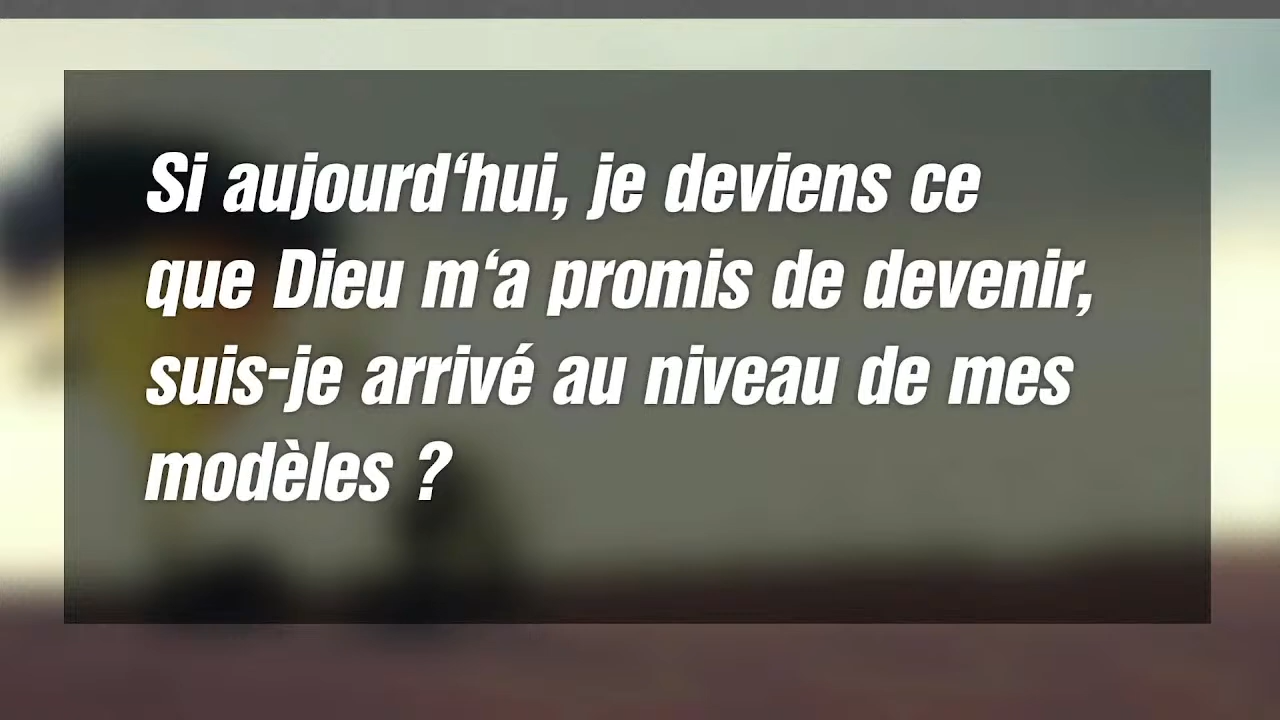 Si aujourd‘hui, je deviens ce
que Dieu m‘a promis de devenir,
suis-je arrivé au niveau de mes
modèles ?